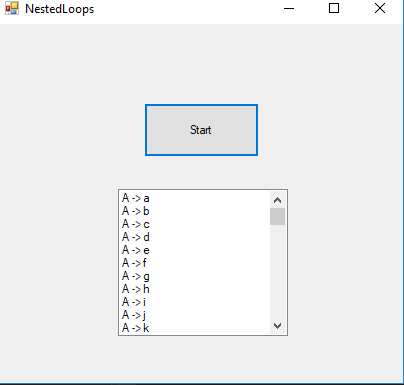 NestedLoops
Start
A -> a
A -> b
A -> c
A -> d
A -> e
A -> f
A -> g
A -> h
A -> i
A -> j
A -> k